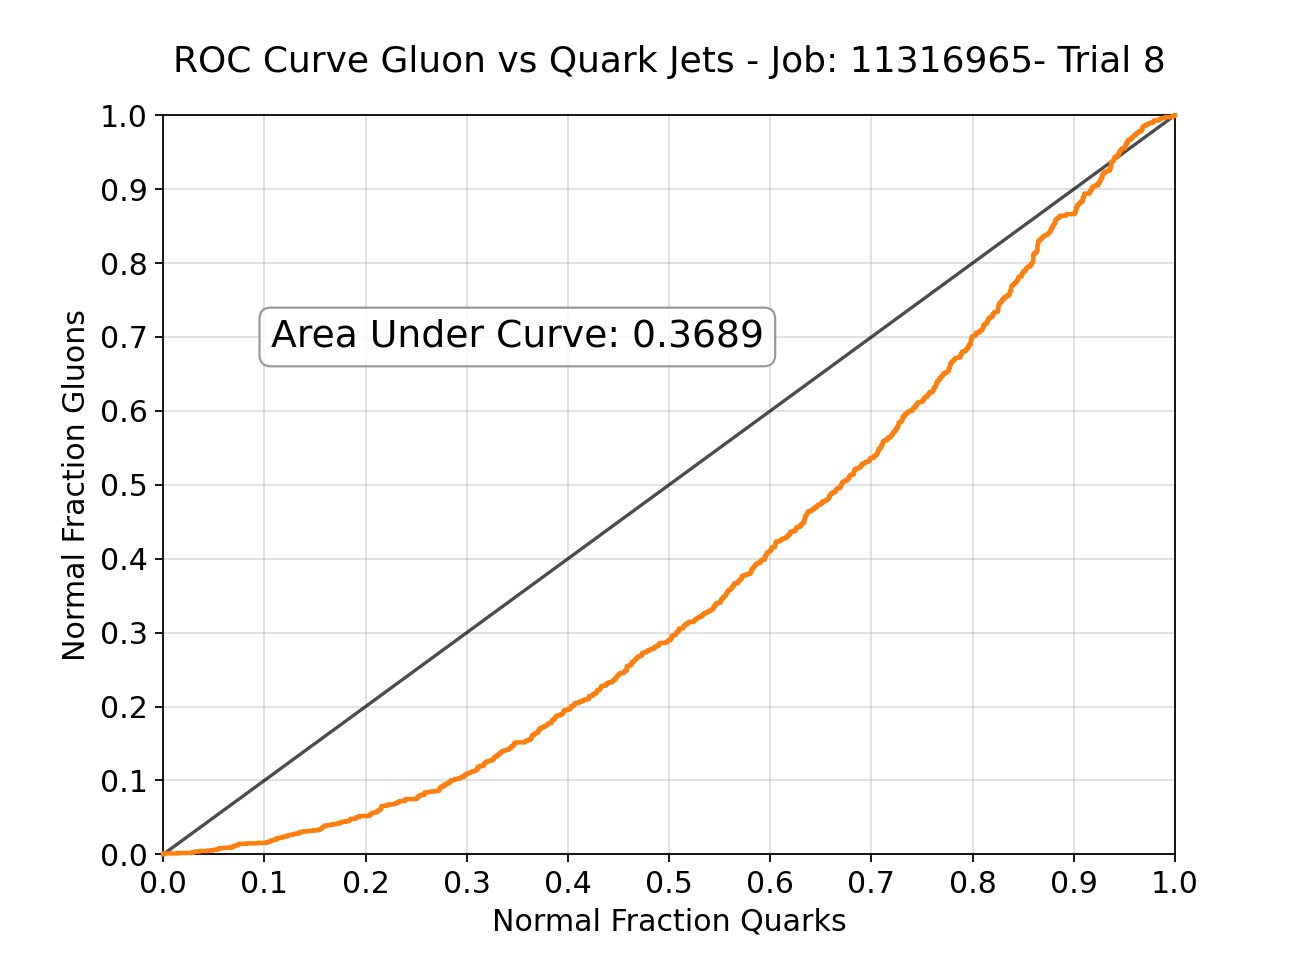 ROC Curve Gluon vs Quark Jets - Job: 11316965- Trial 8
1.0
0.9
0.8
0.7
0.6
0.5
0.4
0.3
0.2
0.1
0.0
Normal Fraction Gluons
Area Under Curve: 0.3689
0.0 0.1 0.2 0.3 0.4 0.5 0.6 0.7 0.8 0.9 1.0
Normal Fraction Quarks